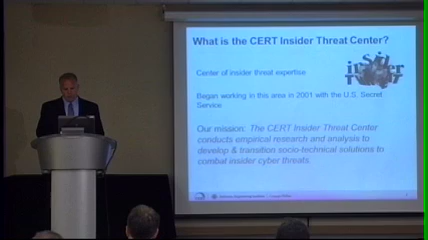 What is the CERT Insider Threat Center?
insider
Threat
Center of insider threat expertise
Began working in this area in 2001 with the U.S. Secret
Service
Our mission: The CERT Insider Threat Center
conducts empirical research and analysis to
develop & transition socio-technical solutions to
combat insider cyber threats